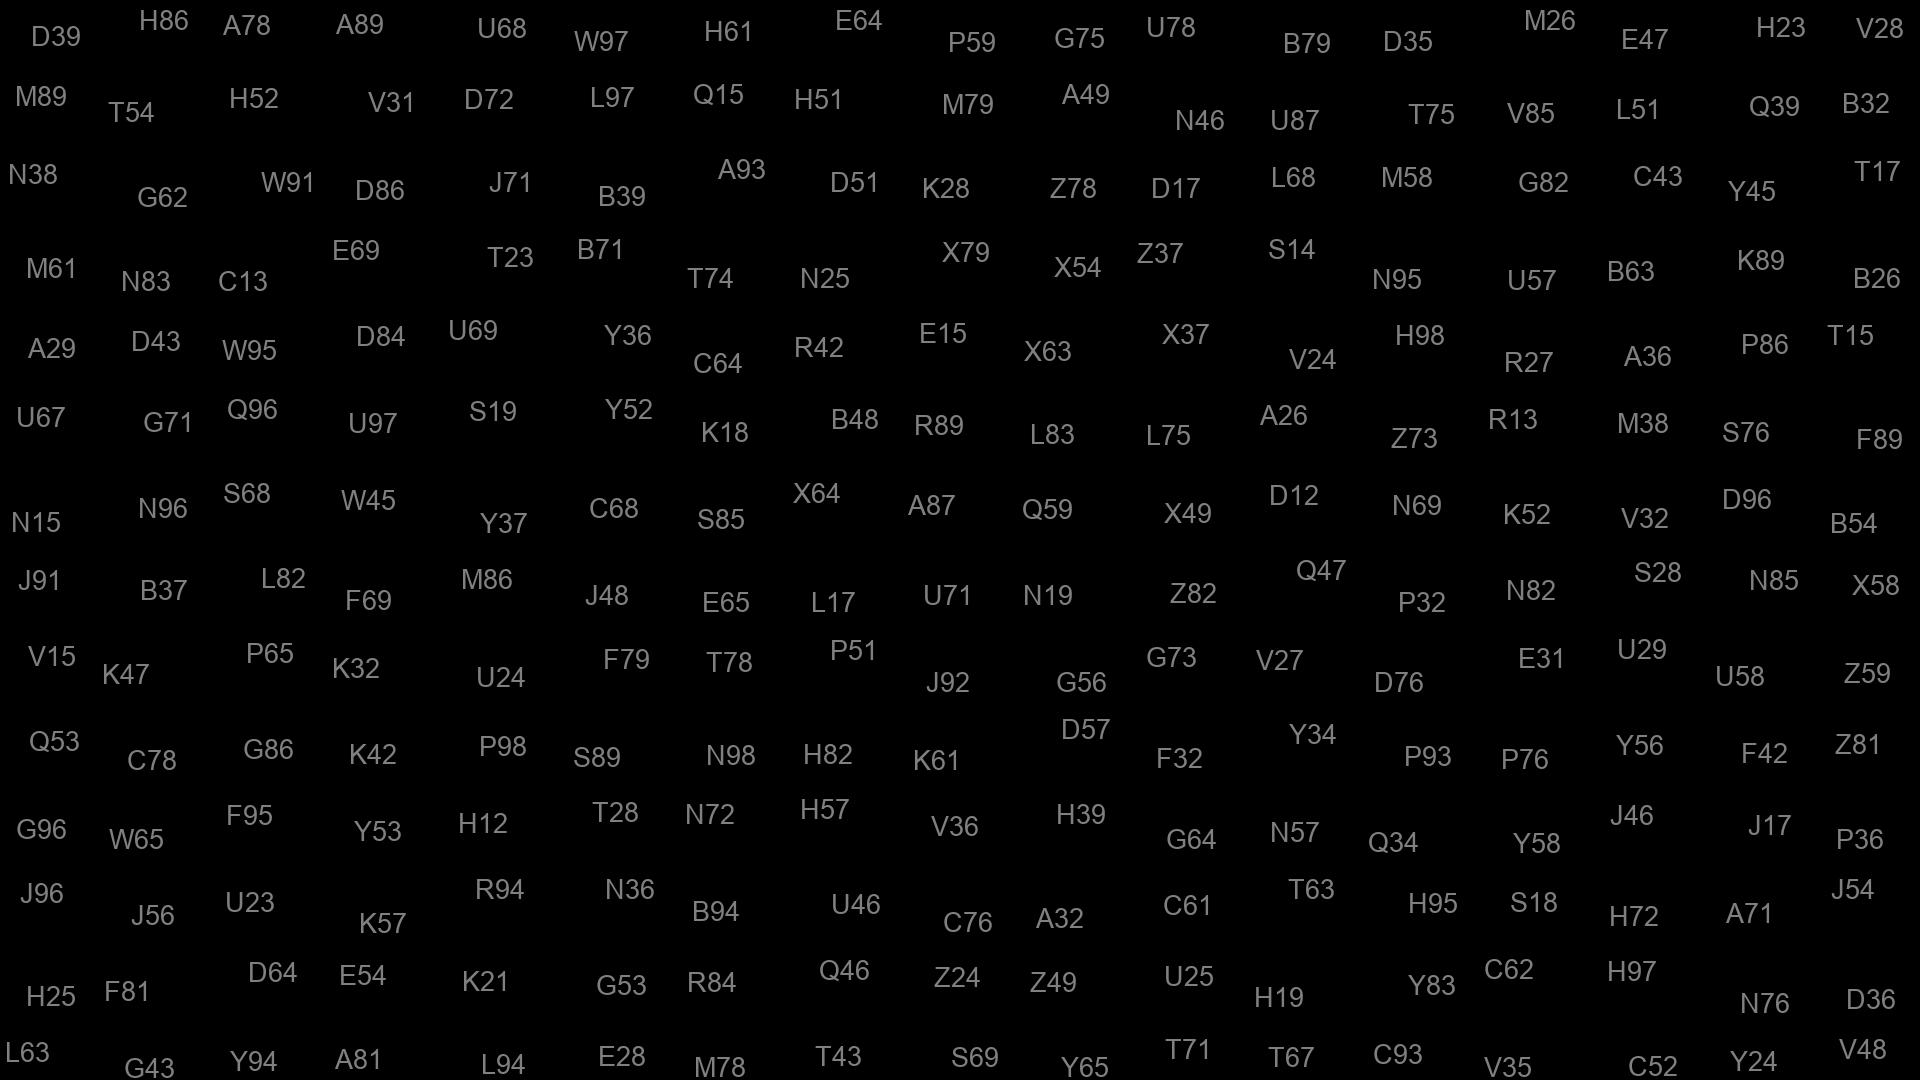 D39 H86 A78 A89 U68 W97 H61 E64 P59 G75 U78 B79 D35 M26 E47 H23 V28
M89 T54 H52 V31 D72 L97 Q15 H51 M79 A49 N46 U87 T75 V85 L51 Q39 B32
N38 G62 W91 D86 J71 B39 A93 D51 K28 Z78 D17 L68 M58 G82 C43 Y45 T17
M61 N83 C13 E69 T23 B71 T74 N25 X79 X54 Z37 S14 N95 U57 B63 K89 B26
A29 D43 W95 D84 U69 Y36 C64 R42 E15 X63 X37 V24 H98 R27 A36 P86 T15
U67 G71 Q96 U97 S19 Y52 K18 B48 R89 L83 L75 A26 Z73 R13 M38 S76 F89
N15 N96 S68 W45 Y37 C68 S85 X64 A87 Q59 X49 D12 N69 K52 V32 D96 B54
J91 B37 L82 F69 M86 J48 E65 L17 U71 N19 Z82 Q47 P32 N82 S28 N85 X58
V15 K47 P65 K32 U24 F79 T78 P51 J92 G56 G73 V27 D76 E31 U29 U58 Z59
Q53 C78 G86 K42 P98 S89 N98 H82 K61 D57 F32 Y34 P93 P76 Y56 F42 Z81
G96 W65 F95 Y53 H12 T28 N72 H57 V36 H39 G64 N57 Q34 Y58 J46 J17 P36
J96 J56 U23 K57 R94 N36 B94 U46 C76 A32 C61 T63 H95 S18 H72 A71 J54
H25 F81 D64 E54 K21 G53 R84 Q46 Z24 Z49 U25 H19 Y83 C62 H97 N76 D36
L63 G43 Y94 A81 L94 E28 M78 T43 S69 Y65 T71 T67 C93 V35 C52 Y24 V48